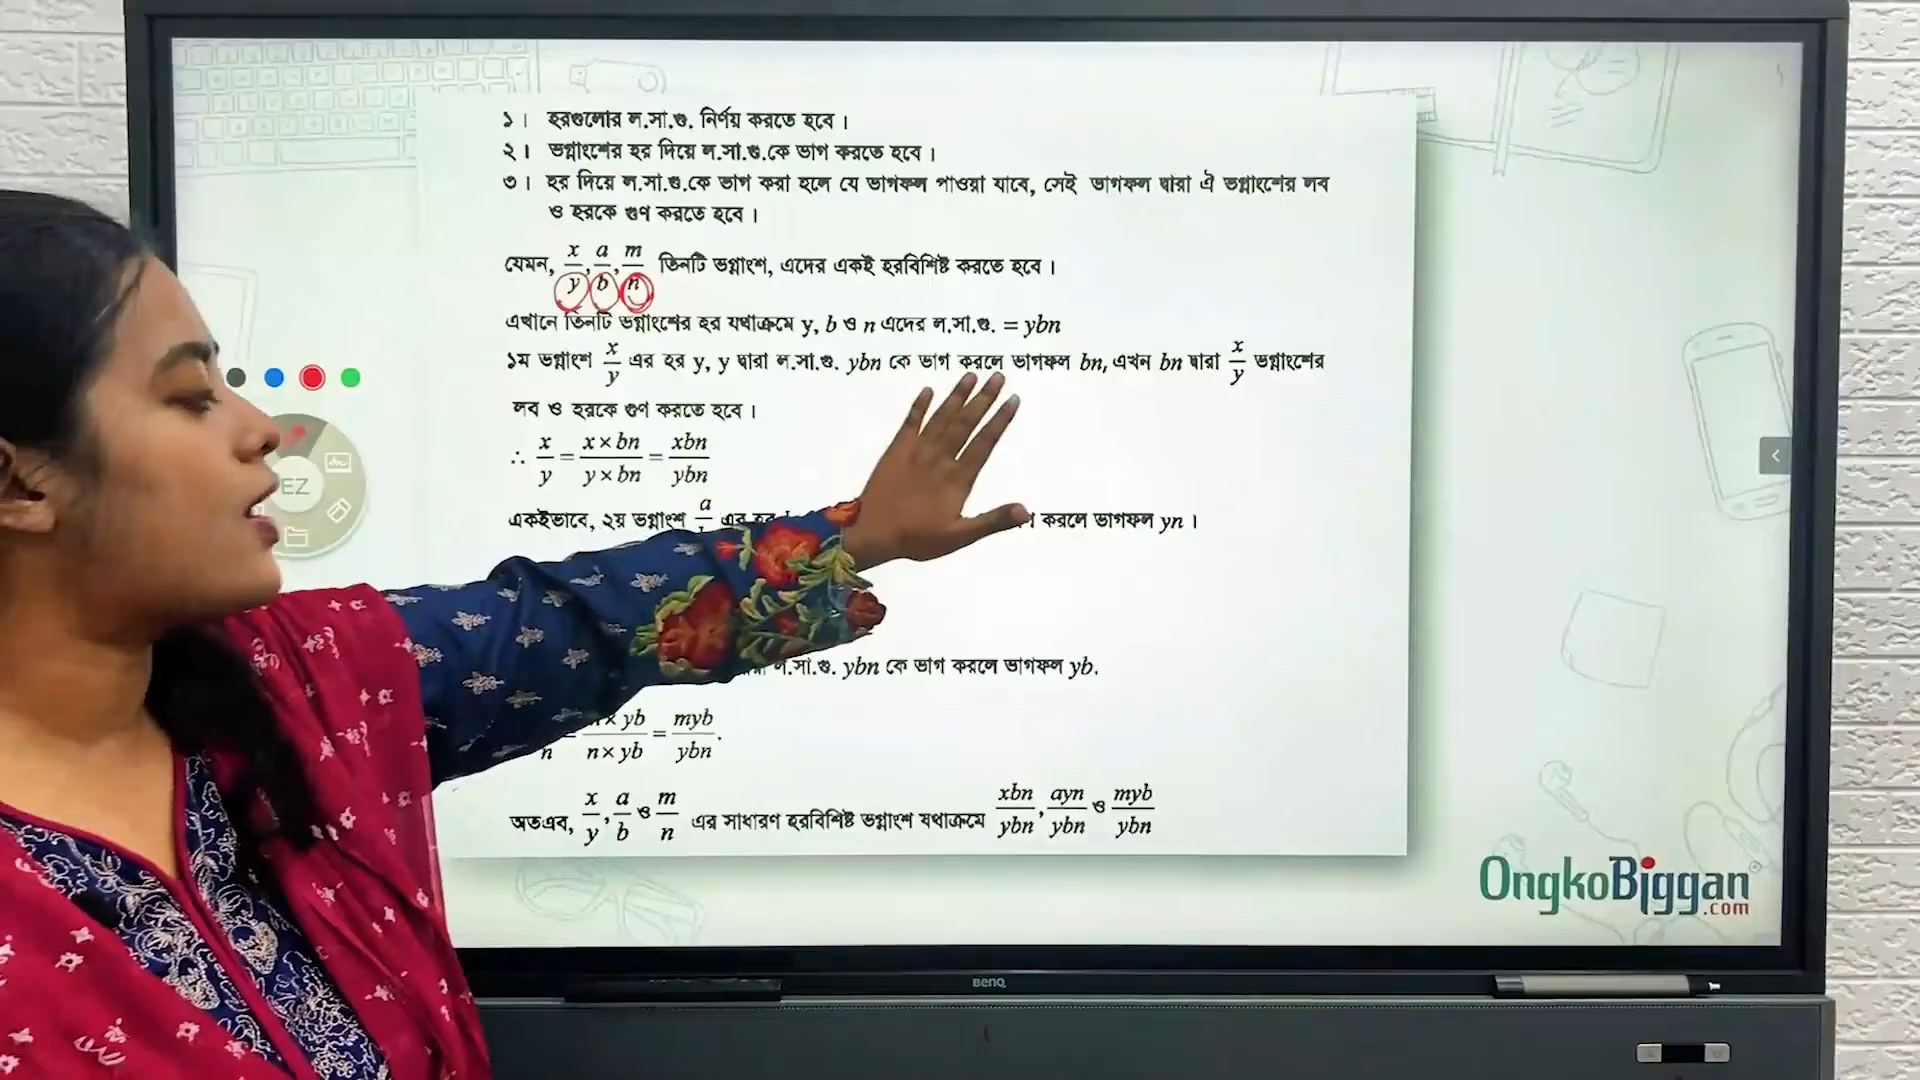 ১। হরগুলোর ল.সা.গু. নির্ণয় করতে হবে।
২। ভগ্নাংশের হর দিয়ে ল.সা.গু.কে ভাগ করতে হবে।
৩। হর দিয়ে ল.সা.গু.কে ভাগ করা হলে যে ভাগফল পাওয়া যাবে, সেই ভাগফল দ্বারা ঐ ভগ্নাংশের লব
ও হরকে গুণ করতে হবে।
যেমন, x/y, a/b, m/n তিনটি ভগ্নাংশ, এদের একই হরবিশিষ্ট করতে হবে।
এখানে তিনটি ভগ্নাংশের হর যথাক্রমে y, b ও n এদের ল.সা.গু. = ybn
১ম ভগ্নাংশ x/y এর হর y, y দ্বারা ল.সা.গু. ybn কে ভাগ করলে ভাগফল bn, এখন bn দ্বারা x/y ভগ্নাংশের
লব ও হরকে গুণ করতে হবে।
∴ x/y = x × bn/y × bn = xbn/ybn
একইভাবে, ২য় ভগ্নাংশ a/ এর হর করলে ভাগফল yn।
ল.সা.গু. ybn কে ভাগ করলে ভাগফল yb.
n = × yb/n × yb = myb/ybn.
অতএব, x/y, a/b ও m/n এর সাধারণ হরবিশিষ্ট ভগ্নাংশ যথাক্রমে xbn/ybn, ayn/ybn ও myb/ybn
EZ
OngkoBiggan
.com
BenQ